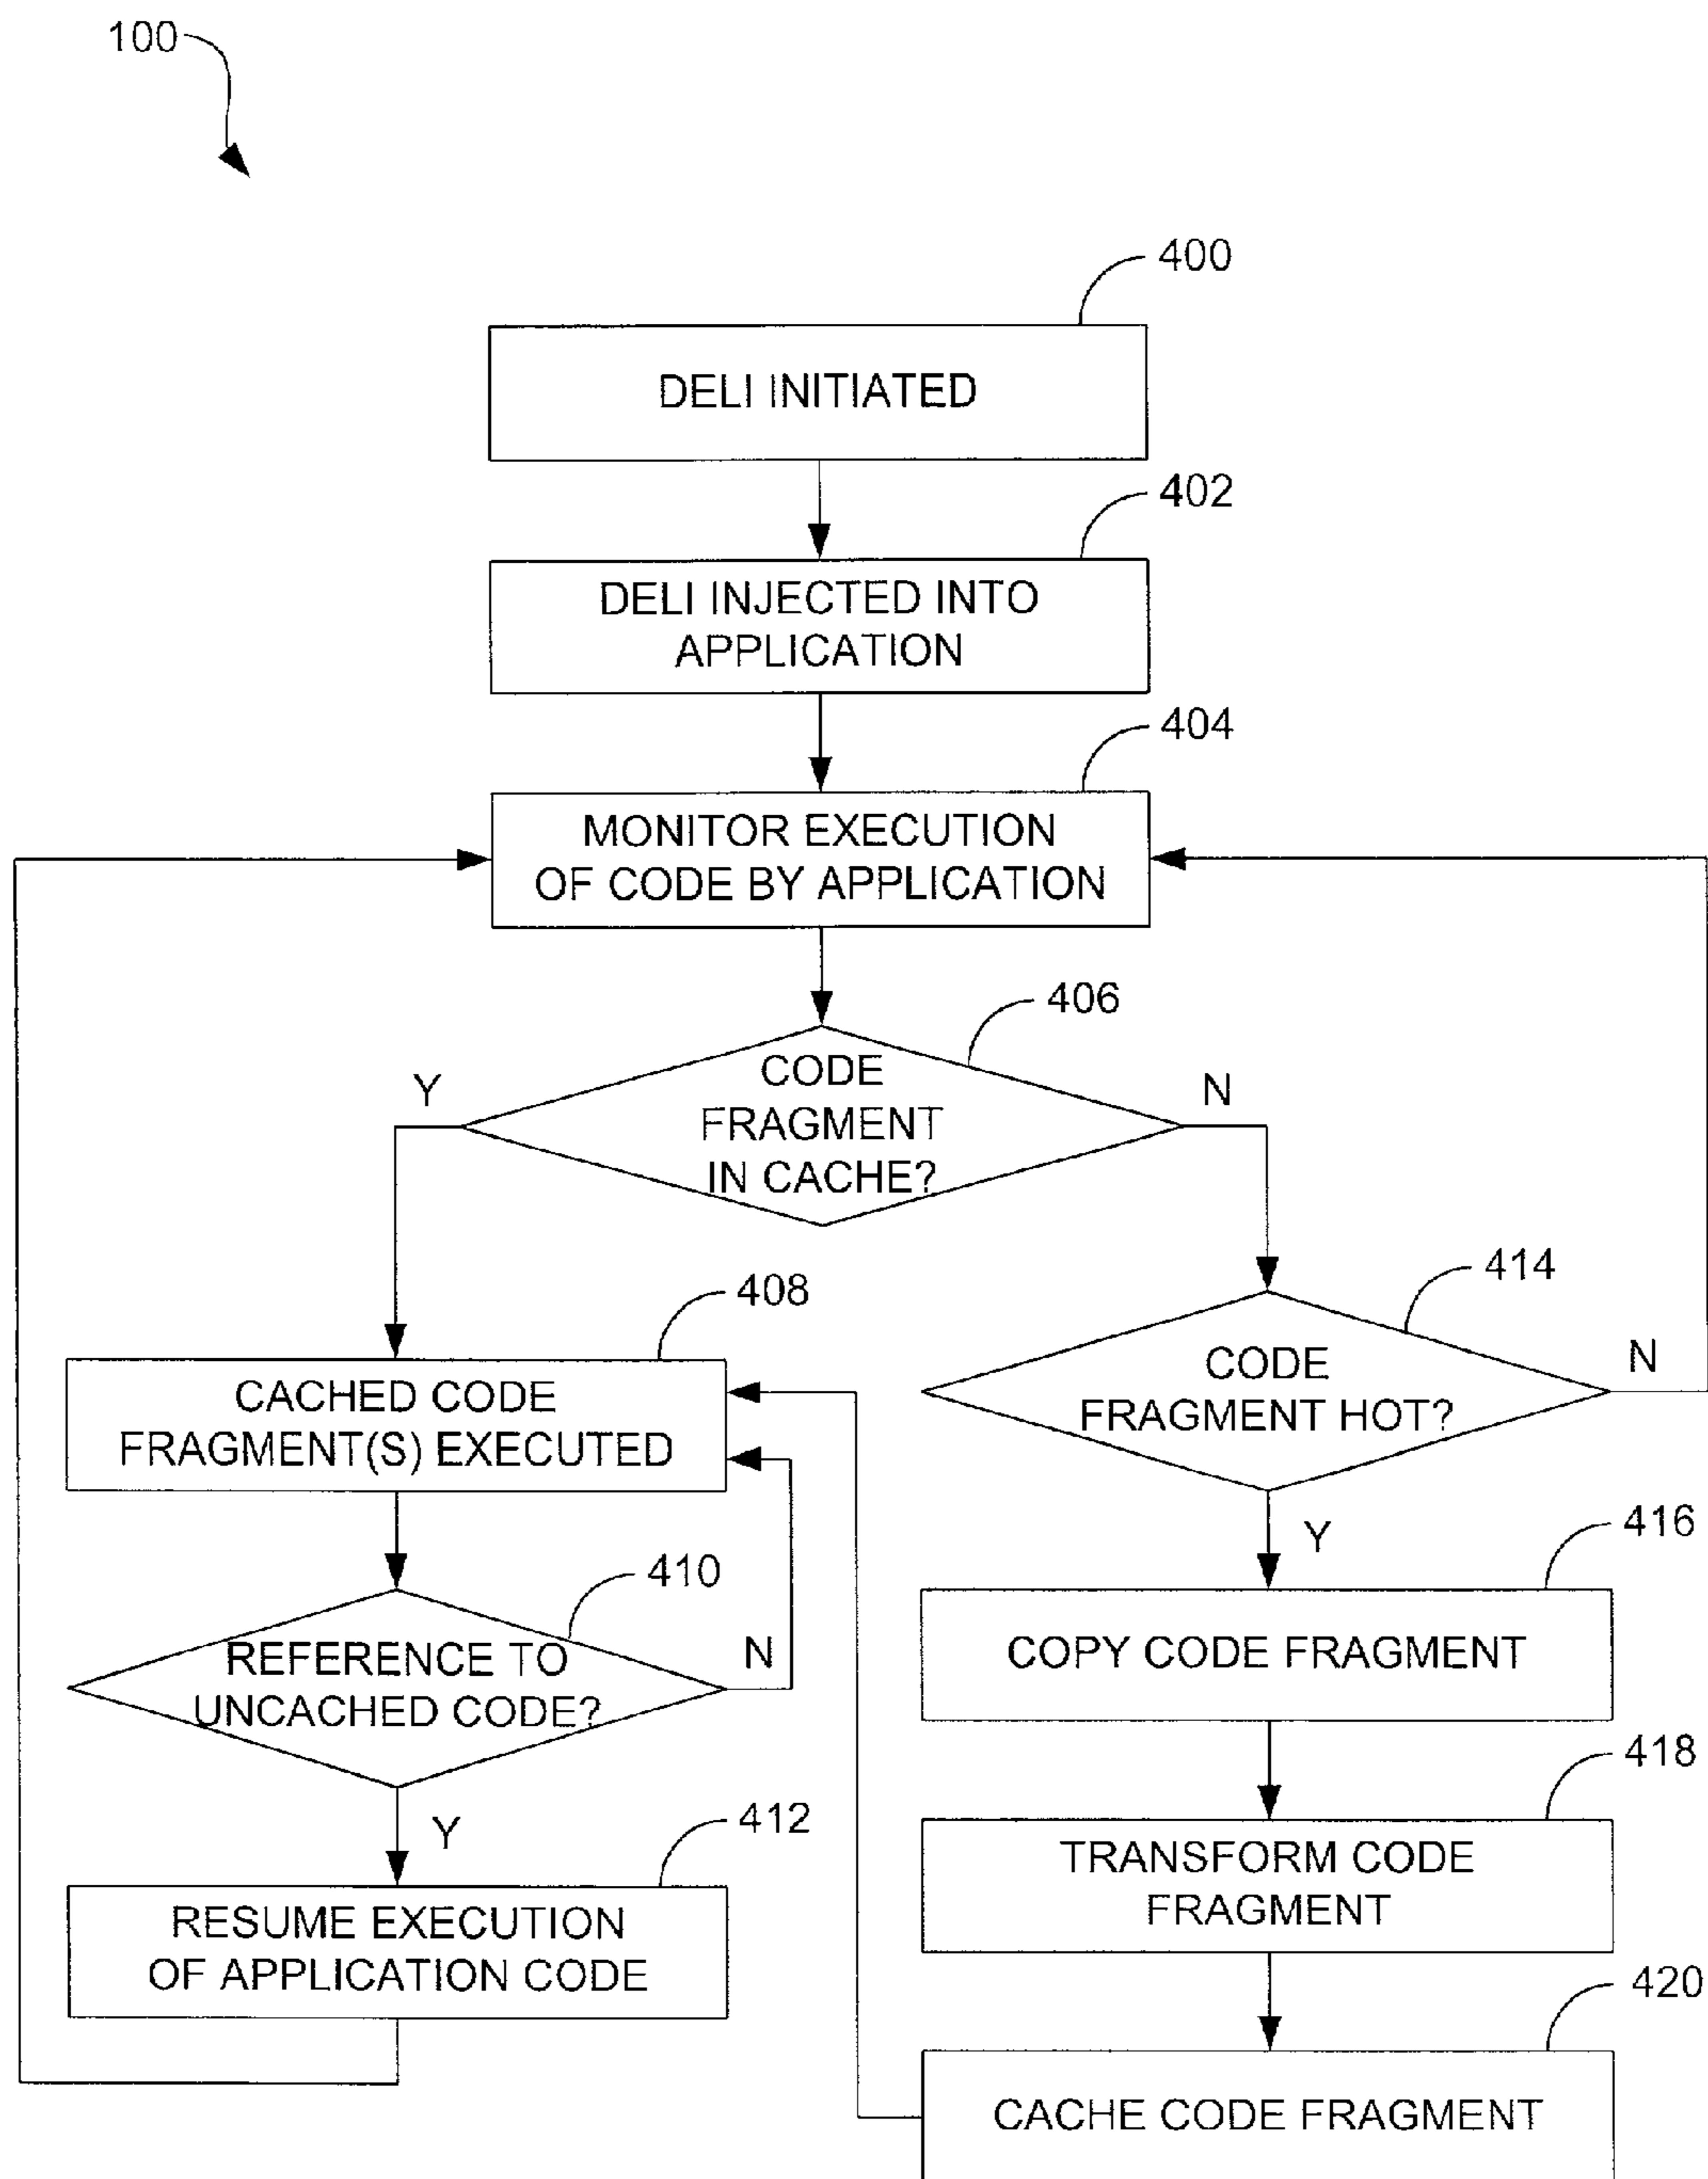 100
400
DELI INITIATED
402
DELI INJECTED INTO
APPLICATION
404
MONITOR EXECUTION
OF CODE BY APPLICATION
406
CODE
FRAGMENT
IN CACHE?
Y
N
408
CACHED CODE
FRAGMENT(S) EXECUTED
410
REFERENCE TO
UNCACHED CODE?
N
Y
412
RESUME EXECUTION
OF APPLICATION CODE
414
CODE
FRAGMENT HOT?
N
Y
416
COPY CODE FRAGMENT
418
TRANSFORM CODE
FRAGMENT
420
CACHE CODE FRAGMENT